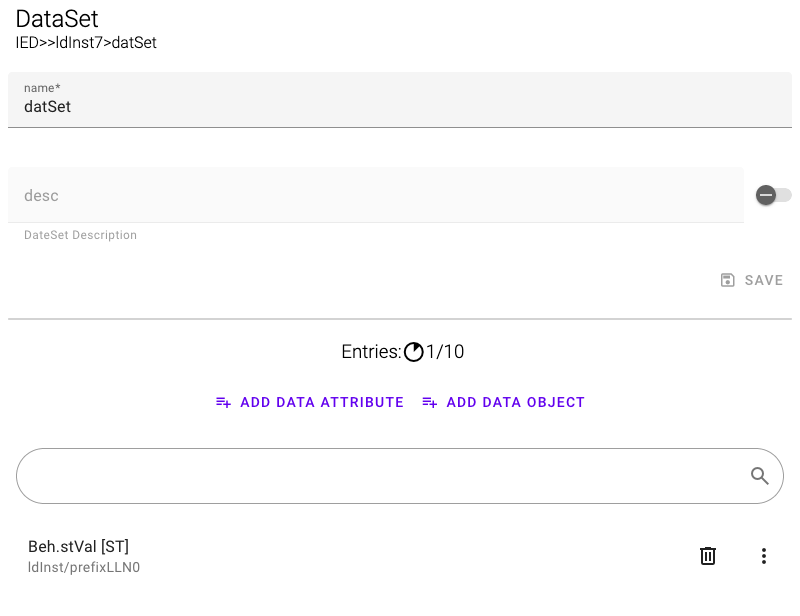 DataSet
IED>>ldInst7>datSet
name*
datSet
desc
DateSet Description
SAVE
Entries: 1/10
ADD DATA ATTRIBUTE ADD DATA OBJECT
Beh.stVal [ST]
ldInst/prefixLLN0